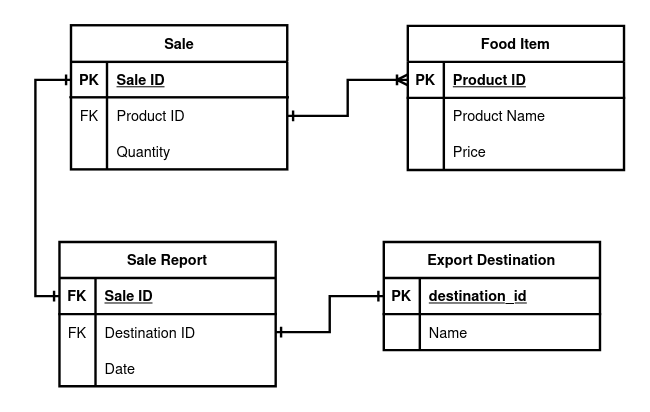 Sale
PK Sale ID
FK Product ID
Quantity
Food Item
PK Product ID
Product Name
Price
Sale Report
FK Sale ID
FK Destination ID
Date
Export Destination
PK destination_id
Name